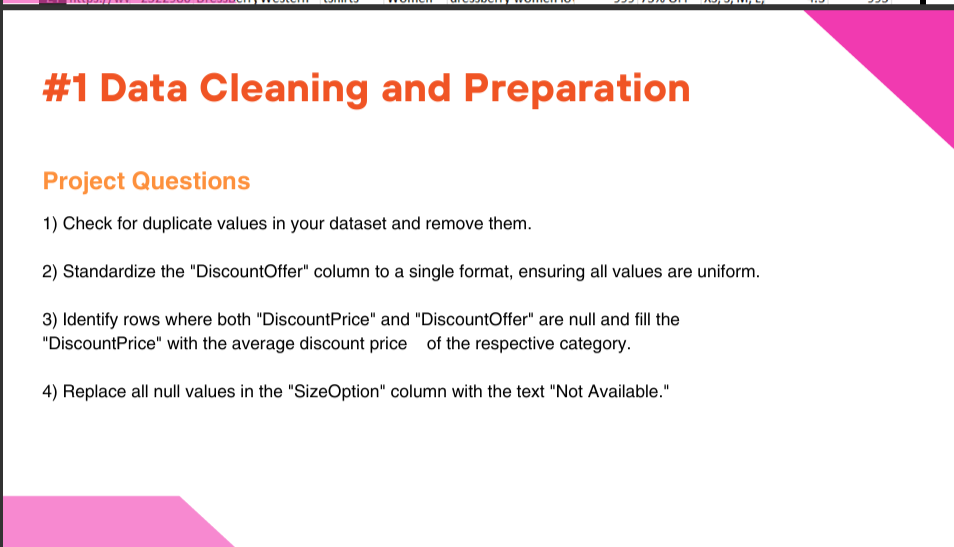 #1 Data Cleaning and Preparation
Project Questions
1) Check for duplicate values in your dataset and remove them.
2) Standardize the "DiscountOffer" column to a single format, ensuring all values are uniform.
3) Identify rows where both "DiscountPrice" and "DiscountOffer" are null and fill the
"DiscountPrice" with the average discount price of the respective category.
4) Replace all null values in the "SizeOption" column with the text "Not Available."